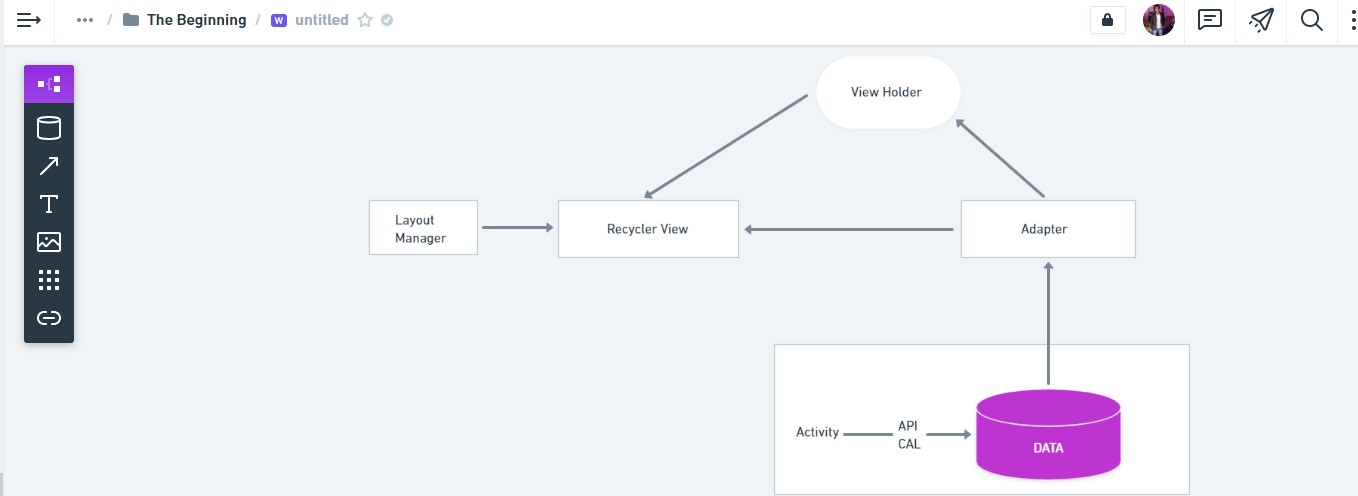 ... / The Beginning / W untitled
View Holder
Layout
Manager
Recycler View
Adapter
Activity
API
CAL
DATA